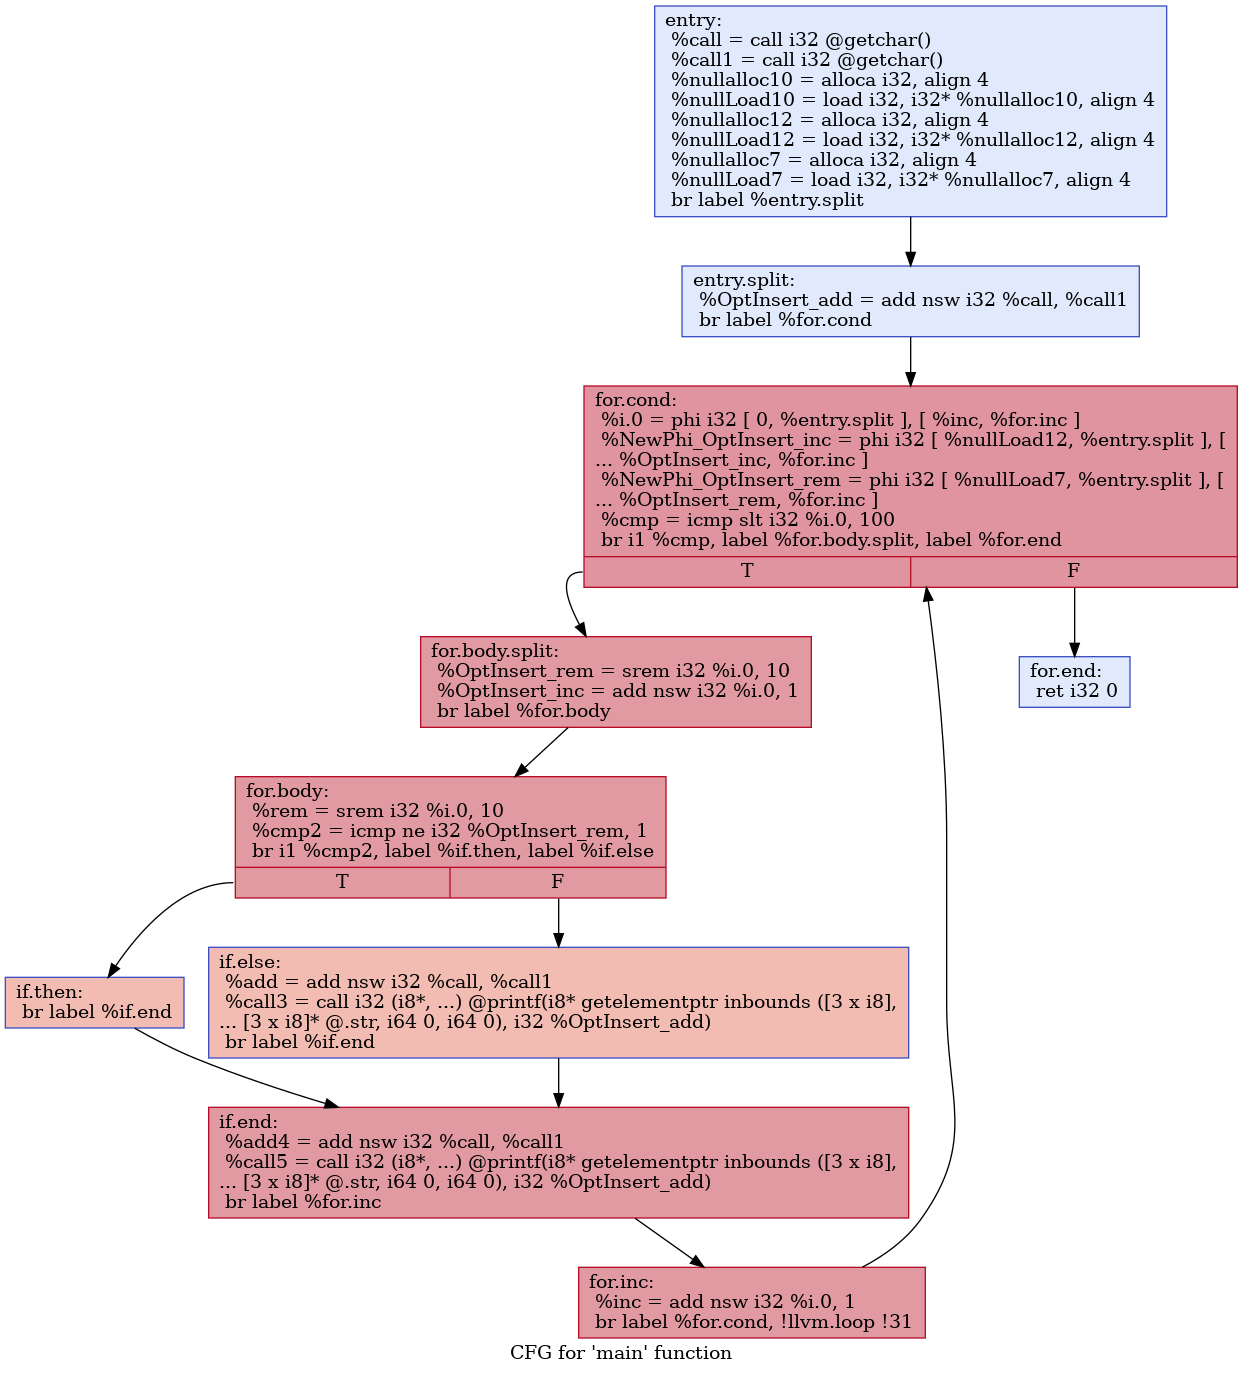 entry:
%call = call i32 @getchar()
%call1 = call i32 @getchar()
%nullalloc10 = alloca i32, align 4
%nullLoad10 = load i32, i32* %nullalloc10, align 4
%nullalloc12 = alloca i32, align 4
%nullLoad12 = load i32, i32* %nullalloc12, align 4
%nullalloc7 = alloca i32, align 4
%nullLoad7 = load i32, i32* %nullalloc7, align 4
br label %entry.split
entry.split:
%OptInsert_add = add nsw i32 %call, %call1
br label %for.cond
for.cond:
%i.0 = phi i32 [ 0, %entry.split ], [ %inc, %for.inc ]
%NewPhi_OptInsert_inc = phi i32 [ %nullLoad12, %entry.split ], [
... %OptInsert_inc, %for.inc ]
%NewPhi_OptInsert_rem = phi i32 [ %nullLoad7, %entry.split ], [
... %OptInsert_rem, %for.inc ]
%cmp = icmp slt i32 %i.0, 100
br i1 %cmp, label %for.body.split, label %for.end
T F
for.body.split:
%OptInsert_rem = srem i32 %i.0, 10
%OptInsert_inc = add nsw i32 %i.0, 1
br label %for.body
for.end:
ret i32 0
for.body:
%rem = srem i32 %i.0, 10
%cmp2 = icmp ne i32 %OptInsert_rem, 1
br i1 %cmp2, label %if.then, label %if.else
T F
if.then:
br label %if.end
if.else:
%add = add nsw i32 %call, %call1
%call3 = call i32 (i8*, ...) @printf(i8* getelementptr inbounds ([3 x i8],
... [3 x i8]* @.str, i64 0, i64 0), i32 %OptInsert_add)
br label %if.end
if.end:
%add4 = add nsw i32 %call, %call1
%call5 = call i32 (i8*, ...) @printf(i8* getelementptr inbounds ([3 x i8],
... [3 x i8]* @.str, i64 0, i64 0), i32 %OptInsert_add)
br label %for.inc
for.inc:
%inc = add nsw i32 %i.0, 1
br label %for.cond, !llvm.loop !31
CFG for 'main' function